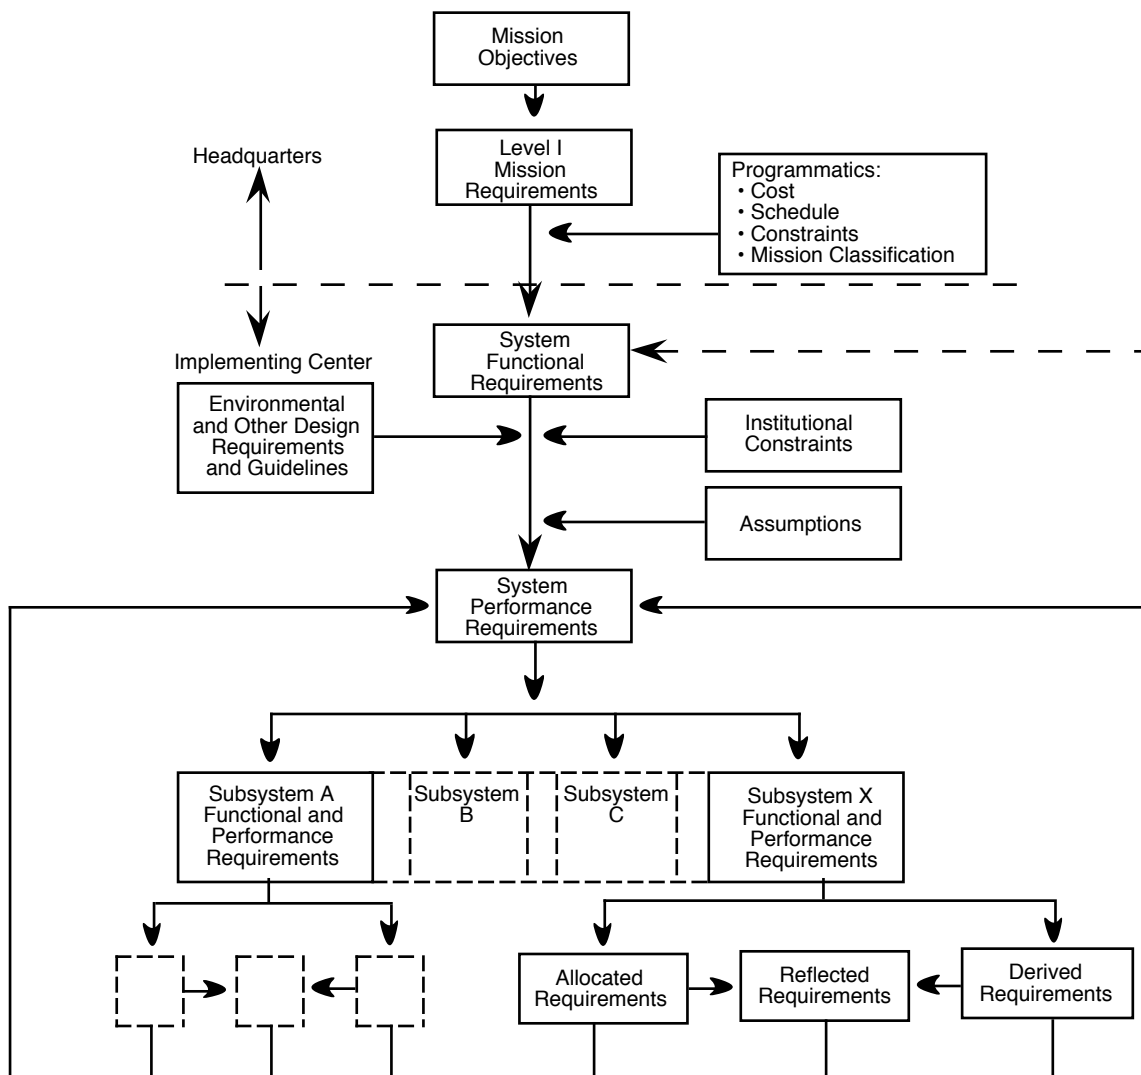 Mission
Objectives
Level I
Mission
Requirements
Headquarters
Programmatics:
• Cost
• Schedule
• Constraints
• Mission Classification
System
Functional
Requirements
Implementing Center
Environmental
and Other Design
Requirements
and Guidelines
Institutional
Constraints
Assumptions
System
Performance
Requirements
Subsystem A
Functional and
Performance
Requirements
Subsystem
B
Subsystem
C
Subsystem X
Functional and
Performance
Requirements
Allocated
Requirements
Reflected
Requirements
Derived
Requirements